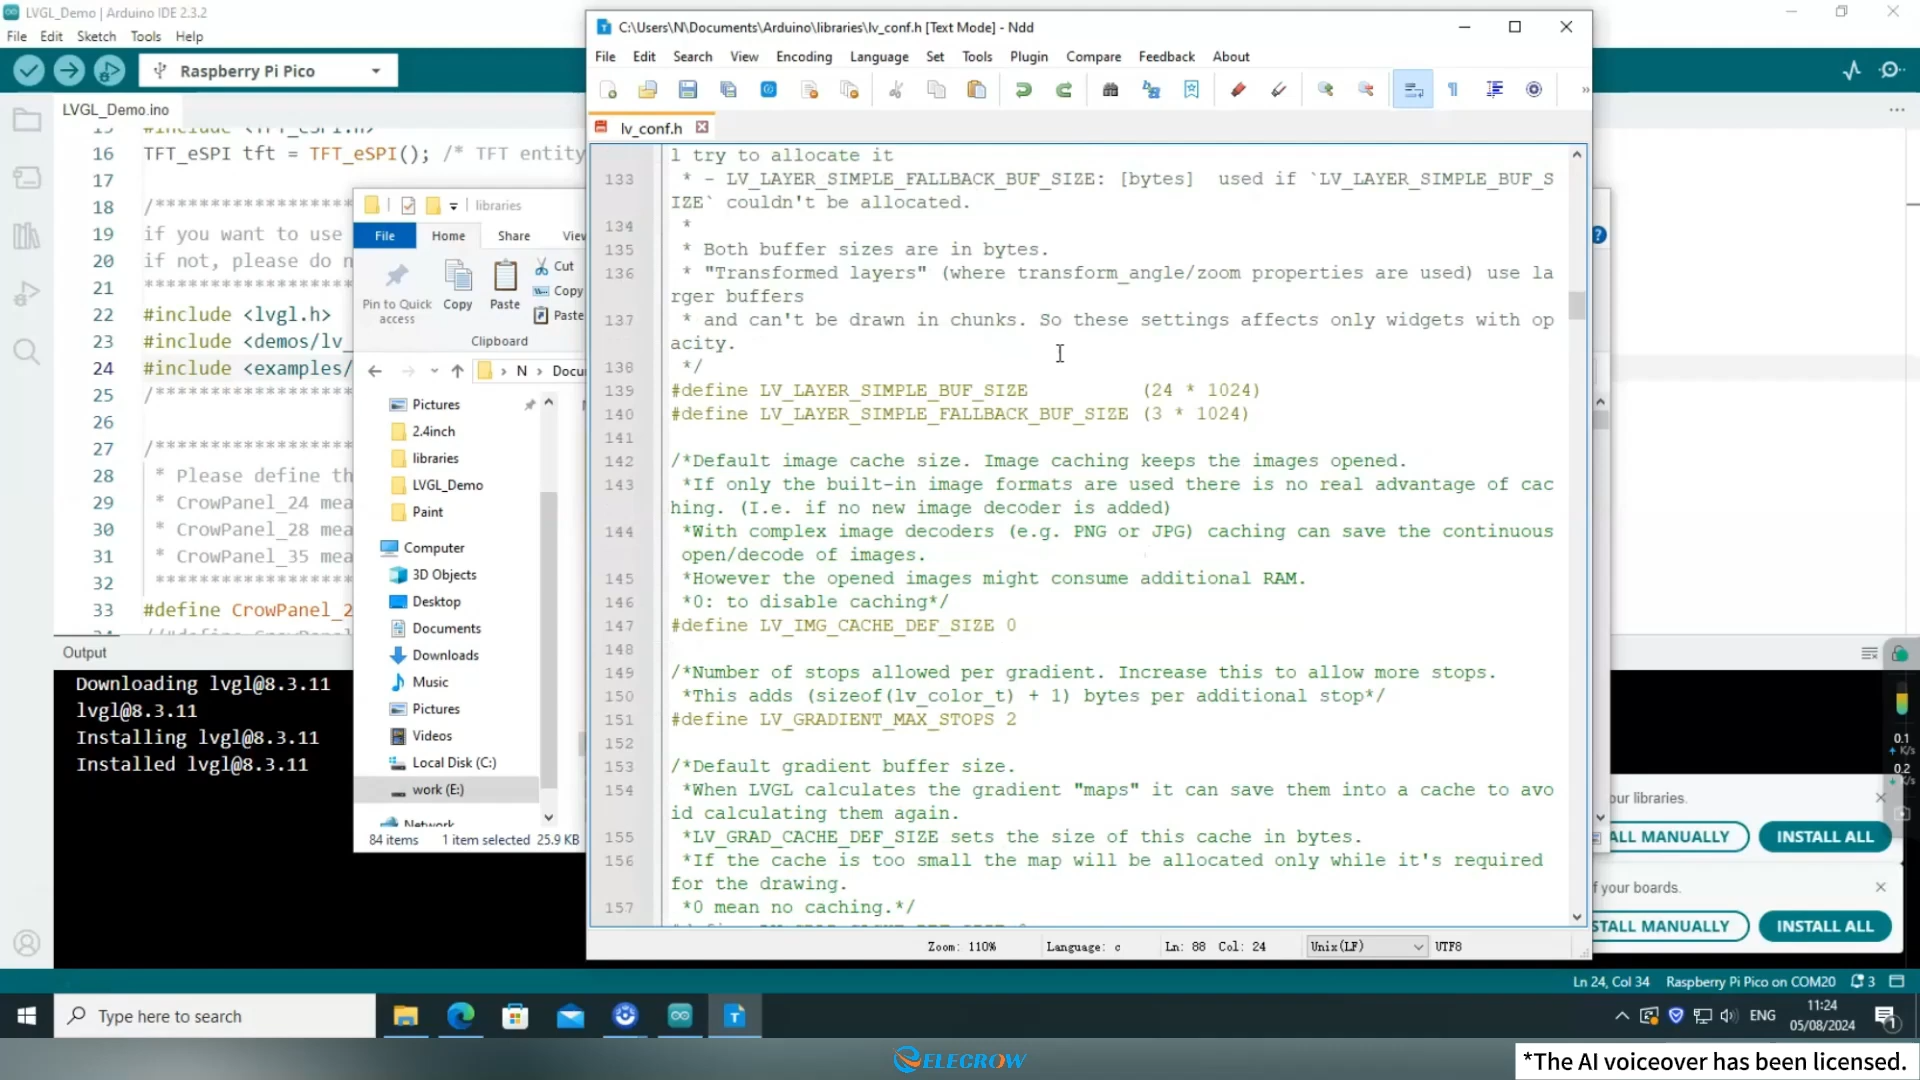 LVGL_Demo | Arduino IDE 2.3.2
File Edit Sketch Tools Help
Raspberry Pi Pico
LVGL_Demo.ino
16 TFT_eSPI tft = TFT_eSPI(); /* TFT entity
17
18 /*******************
19 if you want to use
20 if not, please do n
21 *******************
22 #include <lvgl.h>
23 #include <demos/lv_
24 #include <examples/
25 /*******************
26
27 /*******************
28 * Please define th
29 * CrowPanel_24 mea
30 * CrowPanel_28 mea
31 * CrowPanel_35 mea
32 ******************
33 #define CrowPanel_2
Output
Downloading lvgl@8.3.11
lvgl@8.3.11
Installing lvgl@8.3.11
Installed lvgl@8.3.11
libraries
File Home Share View
Pin to Quick access
Copy
Paste
Cut
Copy
Paste
Clipboard
N > Docu
Pictures
2.4inch
libraries
LVGL_Demo
Paint
Computer
3D Objects
Desktop
Documents
Downloads
Music
Pictures
Videos
Local Disk (C:)
work (E:)
Network
84 items 1 item selected 25.9 KB
C:\Users\N\Documents\Arduino\libraries\lv_conf.h [Text Mode] - Ndd
File Edit Search View Encoding Language Set Tools Plugin Compare Feedback About
lv_conf.h
l try to allocate it
133 * - LV_LAYER_SIMPLE_FALLBACK_BUF_SIZE: [bytes]  used if `LV_LAYER_SIMPLE_BUF_S
IZE` couldn't be allocated.
134 *
135 * Both buffer sizes are in bytes.
136 * "Transformed layers" (where transform_angle/zoom properties are used) use la
rger buffers
137 * and can't be drawn in chunks. So these settings affects only widgets with op
acity.
138 */
139 #define LV_LAYER_SIMPLE_BUF_SIZE          (24 * 1024)
140 #define LV_LAYER_SIMPLE_FALLBACK_BUF_SIZE (3 * 1024)
141
142 /*Default image cache size. Image caching keeps the images opened.
143 *If only the built-in image formats are used there is no real advantage of cac
hing. (I.e. if no new image decoder is added)
144 *With complex image decoders (e.g. PNG or JPG) caching can save the continuous
open/decode of images.
145 *However the opened images might consume additional RAM.
146 *0: to disable caching*/
147 #define LV_IMG_CACHE_DEF_SIZE 0
148
149 /*Number of stops allowed per gradient. Increase this to allow more stops.
150 *This adds (sizeof(lv_color_t) + 1) bytes per additional stop*/
151 #define LV_GRADIENT_MAX_STOPS 2
152
153 /*Default gradient buffer size.
154 *When LVGL calculates the gradient "maps" it can save them into a cache to avo
id calculating them again.
155 *LV_GRAD_CACHE_DEF_SIZE sets the size of this cache in bytes.
156 *If the cache is too small the map will be allocated only while it's required
for the drawing.
157 *0 mean no caching.*/
Zoom: 110% Language: c Ln: 88 Col: 24 Unix(LF) UTF8
0.1
K/s
0.2
K/s
our libraries.
ALL MANUALLY INSTALL ALL
f your boards.
STALL MANUALLY INSTALL ALL
Ln 24, Col 34 Raspberry Pi Pico on COM20 3
Type here to search
ENG
11:24
05/08/2024
1
ELECROW
*The AI voiceover has been licensed.